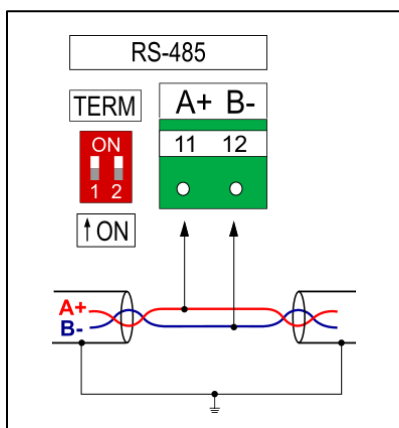 RS-485
TERM
A+ B-
ON
11 12
1 2
↑ON
A+
B-